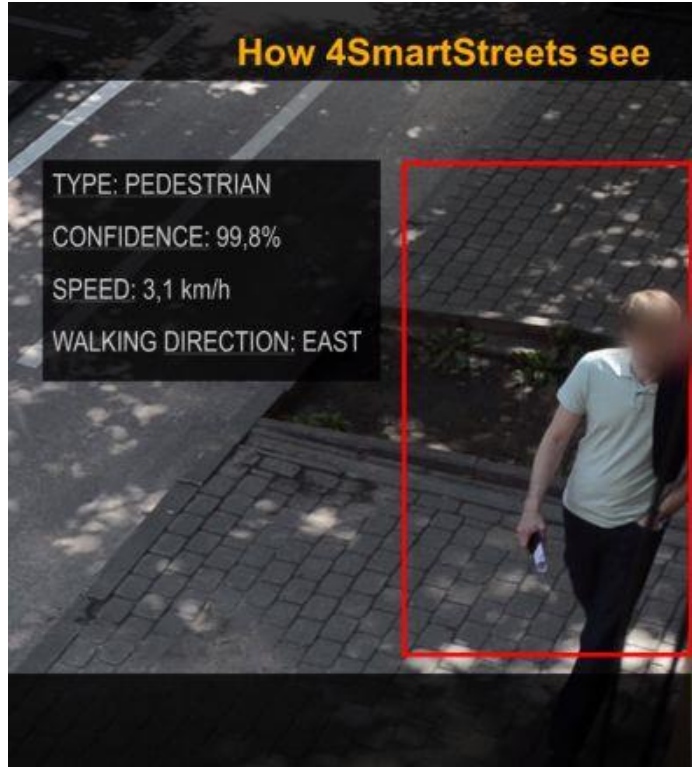 How 4SmartStreets see
TYPE: PEDESTRIAN
CONFIDENCE: 99,8%
SPEED: 3,1 km/h
WALKING DIRECTION: EAST